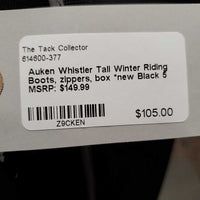 The Tack Collector
614600-377
Auken Whistler Tall Winter Riding
Boots, zippers, box *new Black 5
MSRP: $149.99
Z9CKEN
$105.00